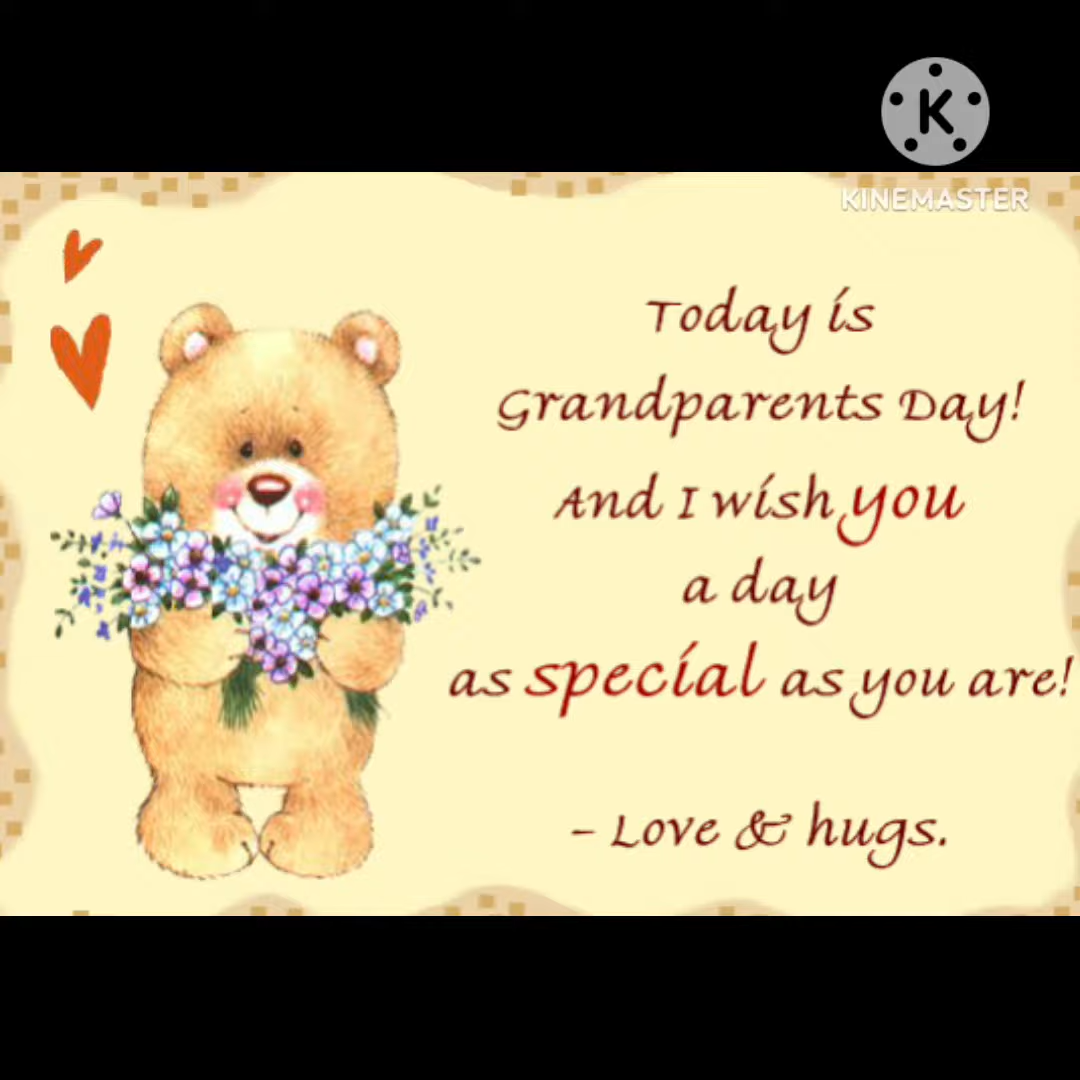 K
KINEMASTER
Today is
Grandparents Day!
And I wish you
a day
as special as you are!
- Love & hugs.